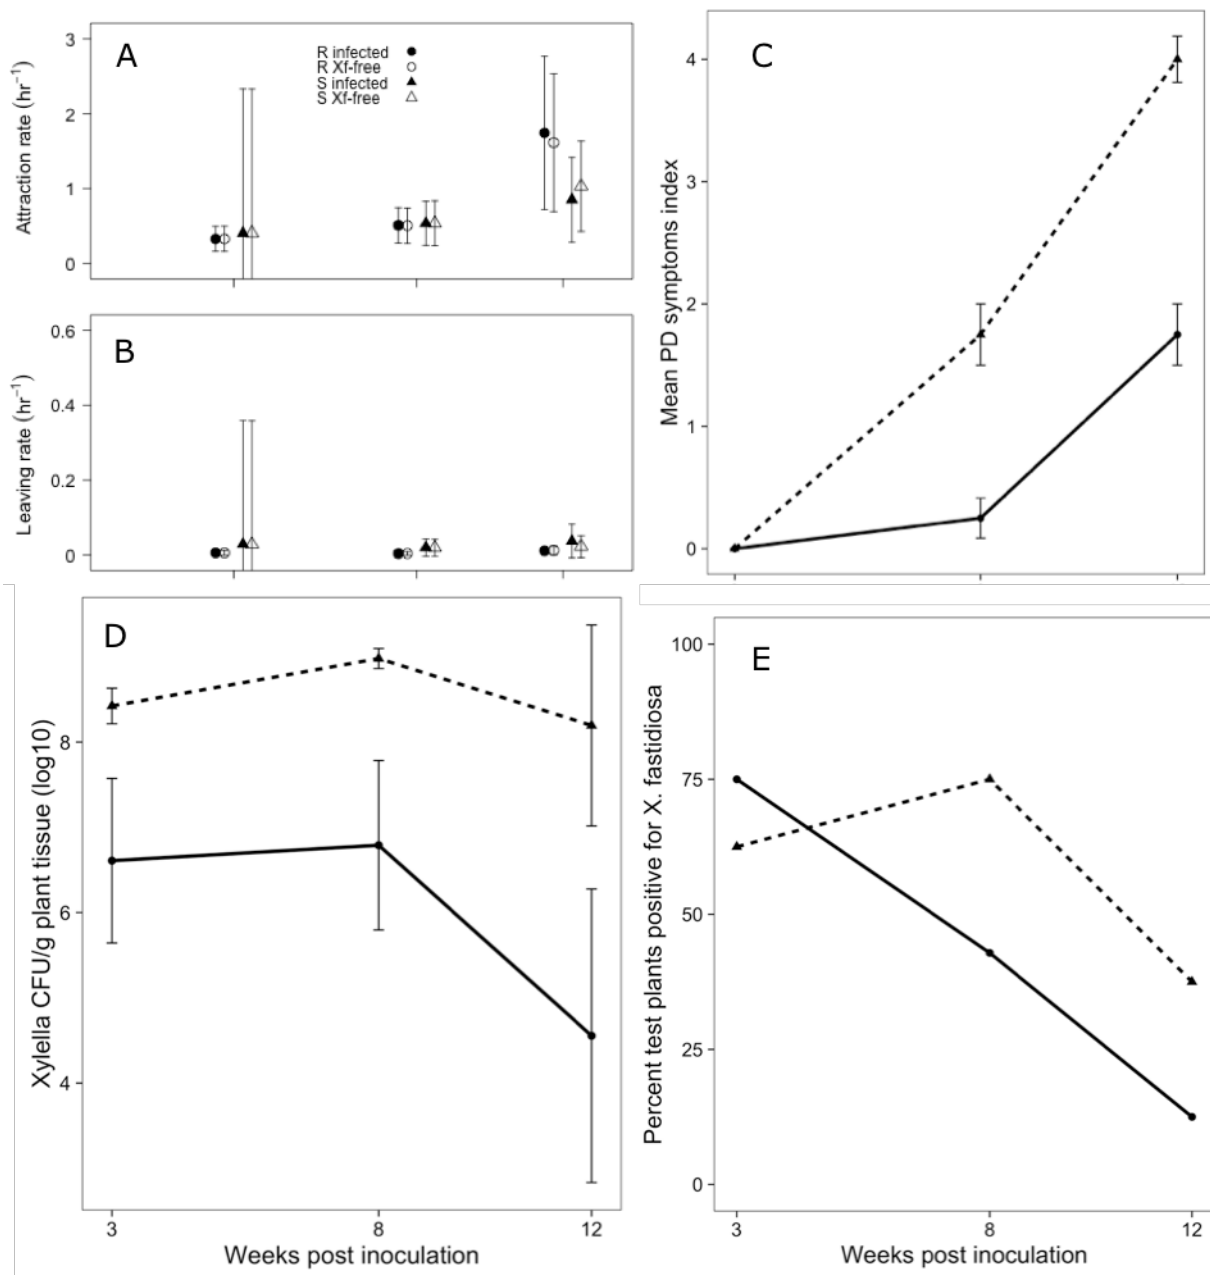 A
R infected
R Xf-free
S infected
S Xf-free
3
2
1
0
Attraction rate (hr⁻¹)
B
0.6
0.4
0.2
0
Leaving rate (hr⁻¹)
C
4
3
2
1
0
Mean PD symptoms index
D
8
6
4
Xylella CFU/g plant tissue (log10)
3
8
12
Weeks post inoculation
E
100
75
50
25
0
Percent test plants positive for X. fastidiosa
3
8
12
Weeks post inoculation